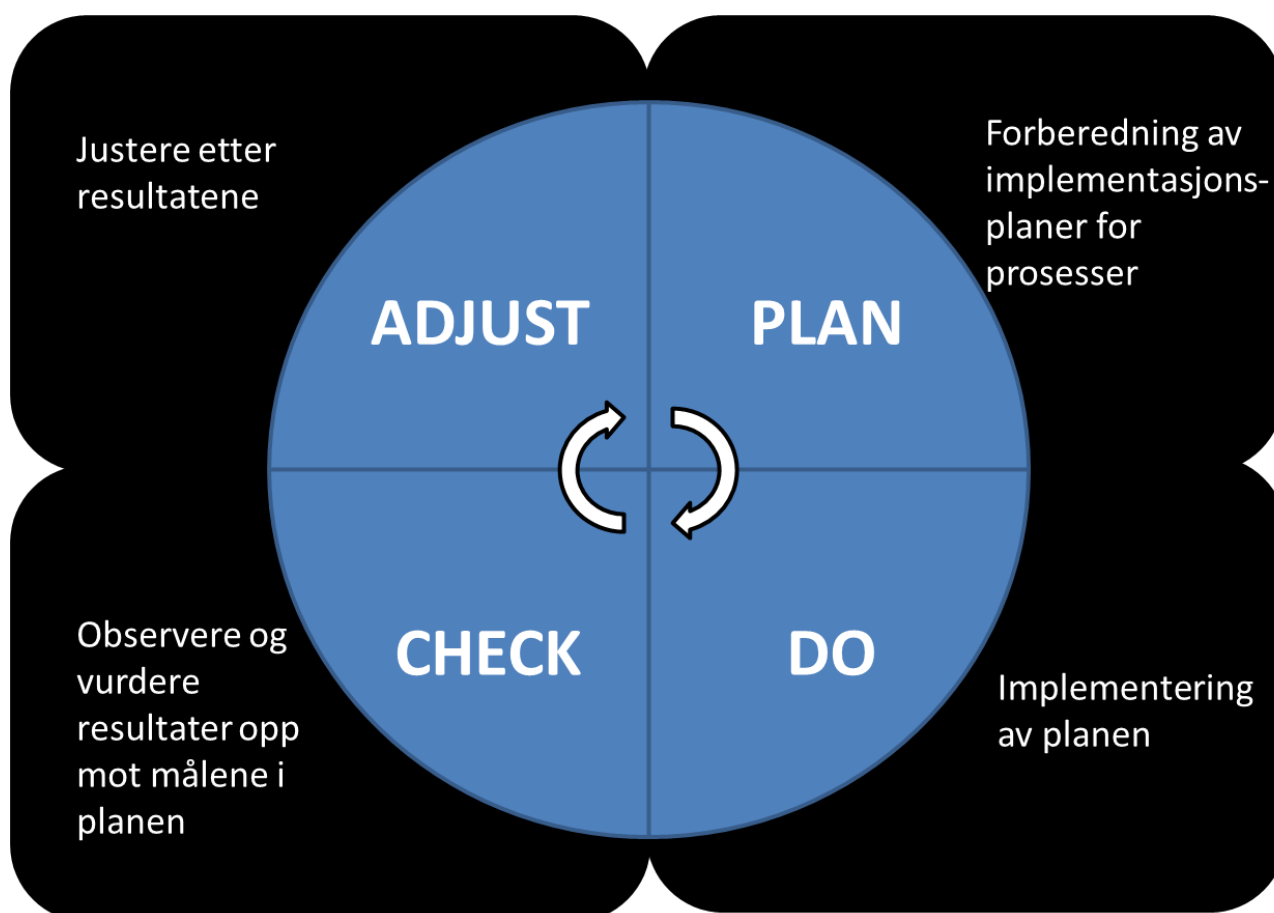 Justere etter
resultatene
Forberedning av
implementasjons-
planer for
prosesser
ADJUST
PLAN
CHECK
DO
Observere og
vurdere
resultater opp
mot målene i
planen
Implementering
av planen